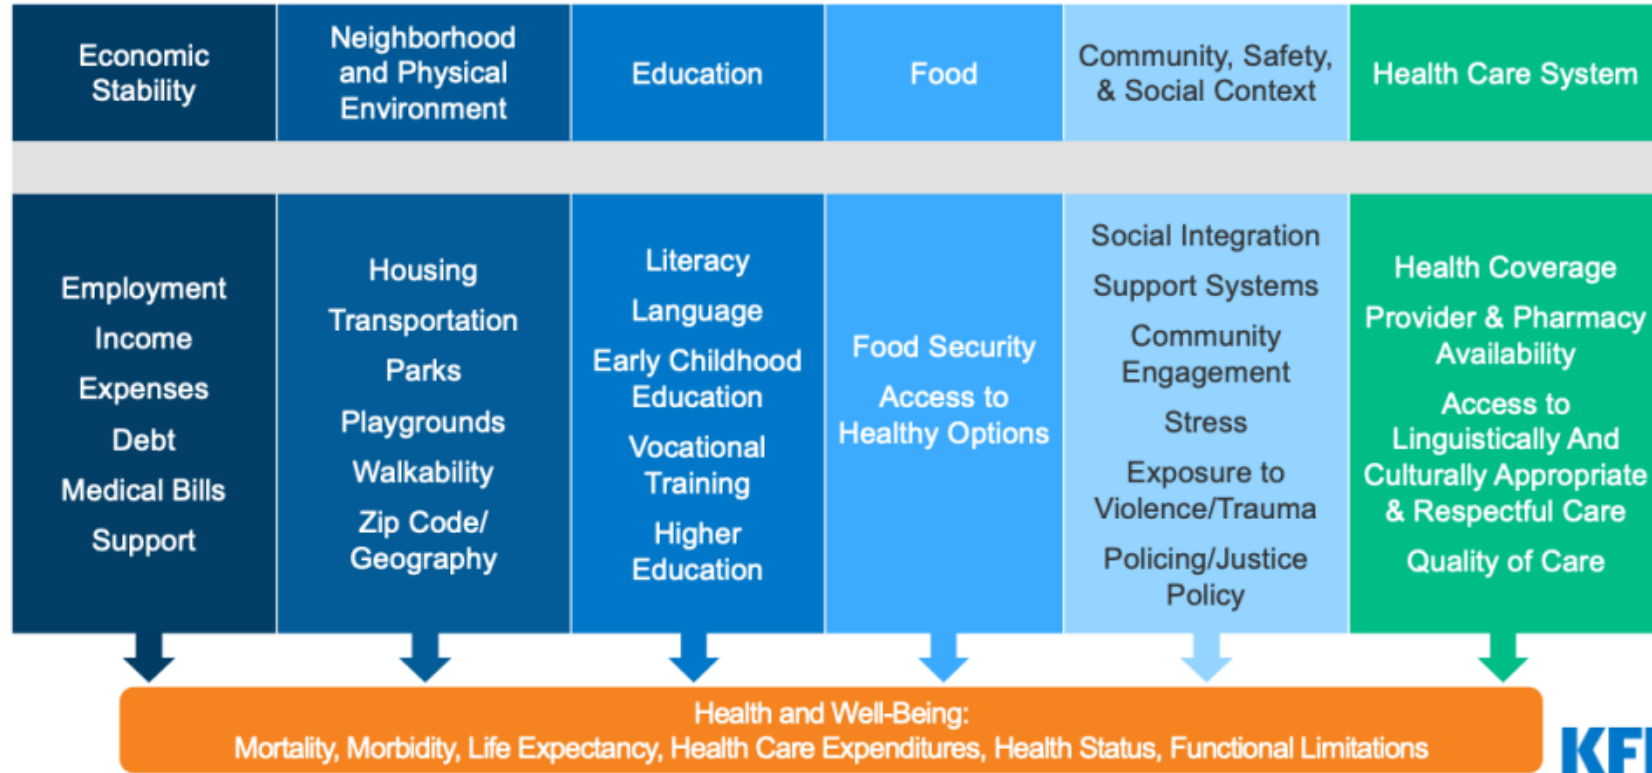 Economic
Stability
Neighborhood
and Physical
Environment
Education
Food
Community, Safety,
& Social Context
Health Care System
Employment
Income
Expenses
Debt
Medical Bills
Support
Housing
Transportation
Parks
Playgrounds
Walkability
Zip Code/
Geography
Literacy
Language
Early Childhood
Education
Vocational
Training
Higher
Education
Food Security
Access to
Healthy Options
Social Integration
Support Systems
Community
Engagement
Stress
Exposure to
Violence/Trauma
Policing/Justice
Policy
Health Coverage
Provider & Pharmacy
Availability
Access to
Linguistically And
Culturally Appropriate
& Respectful Care
Quality of Care
Health and Well-Being:
Mortality, Morbidity, Life Expectancy, Health Care Expenditures, Health Status, Functional Limitations